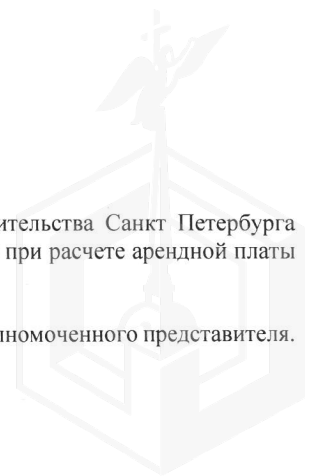 ительства Санкт Петербурга
при расчете арендной платы
лномоченного представителя.